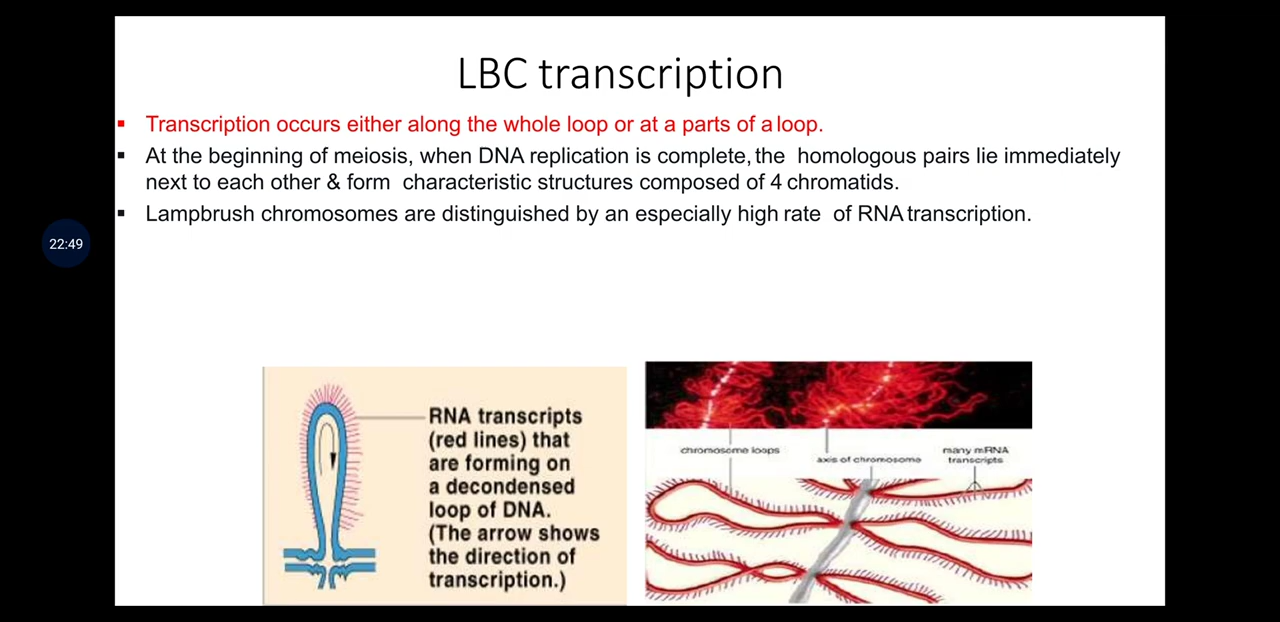 LBC transcription
Transcription occurs either along the whole loop or at a parts of a loop.
At the beginning of meiosis, when DNA replication is complete, the homologous pairs lie immediately
next to each other & form characteristic structures composed of 4 chromatids.
Lampbrush chromosomes are distinguished by an especially high rate of RNA transcription.
22:49
RNA transcripts
(red lines) that
are forming on
a decondensed
loop of DNA.
(The arrow shows
the direction of
transcription.)
chromosome loops
axis of chromosome
many mRNA
transcripts